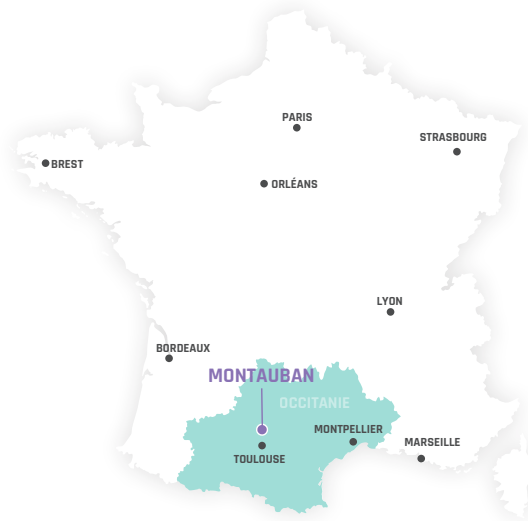 PARIS
STRASBOURG
BREST
ORLÉANS
LYON
BORDEAUX
MONTAUBAN
OCCITANIE
MONTPELLIER
MARSEILLE
TOULOUSE